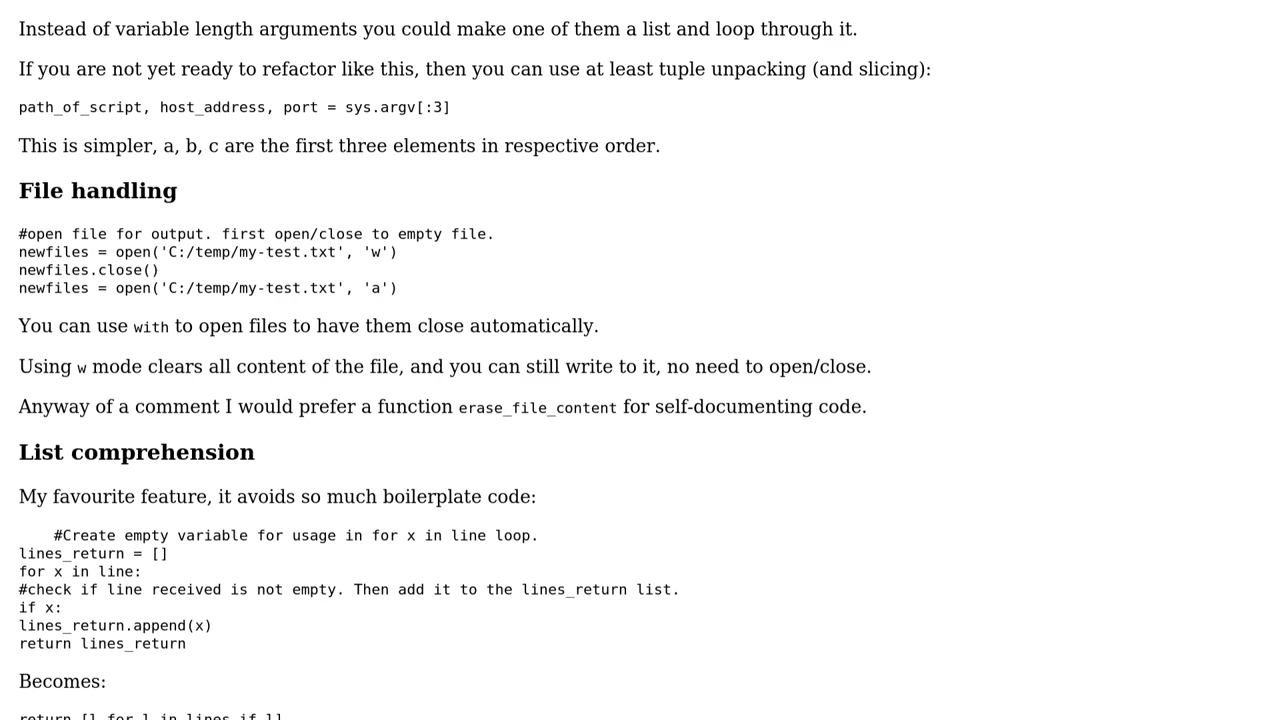 Instead of variable length arguments you could make one of them a list and loop through it.
If you are not yet ready to refactor like this, then you can use at least tuple unpacking (and slicing):
path_of_script, host_address, port = sys.argv[:3]
This is simpler, a, b, c are the first three elements in respective order.
File handling
#open file for output. first open/close to empty file.
newfiles = open('C:/temp/my-test.txt', 'w')
newfiles.close()
newfiles = open('C:/temp/my-test.txt', 'a')
You can use with to open files to have them close automatically.
Using w mode clears all content of the file, and you can still write to it, no need to open/close.
Anyway of a comment I would prefer a function erase_file_content for self-documenting code.
List comprehension
My favourite feature, it avoids so much boilerplate code:
    #Create empty variable for usage in for x in line loop.
lines_return = []
for x in line:
#check if line received is not empty. Then add it to the lines_return list.
if x:
lines_return.append(x)
return lines_return
Becomes:
return [l for l in lines if l]